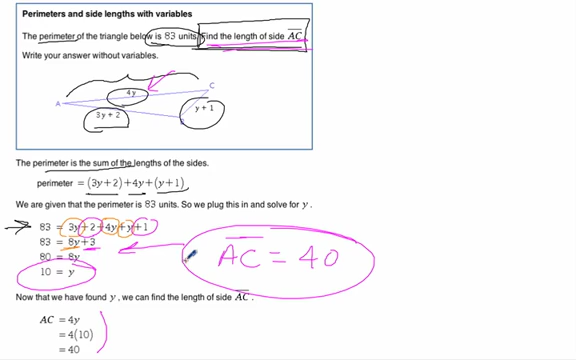 Perimeters and side lengths with variables
The perimeter of the triangle below is 83 units. Find the length of side AC
Write your answer without variables.
C
4y
A
y + 1
3y + 2
The perimeter is the sum of the lengths of the sides.
perimeter = (3y+2)+4y+(y+1)
We are given that the perimeter is 83 units. So we plug this in and solve for y.
83 = 3y+2+4y+y+1
83 = 8y+3
80 = 8y
10 = y
AC = 40
Now that we have found y, we can find the length of side AC.
AC = 4y
= 4(10)
= 40